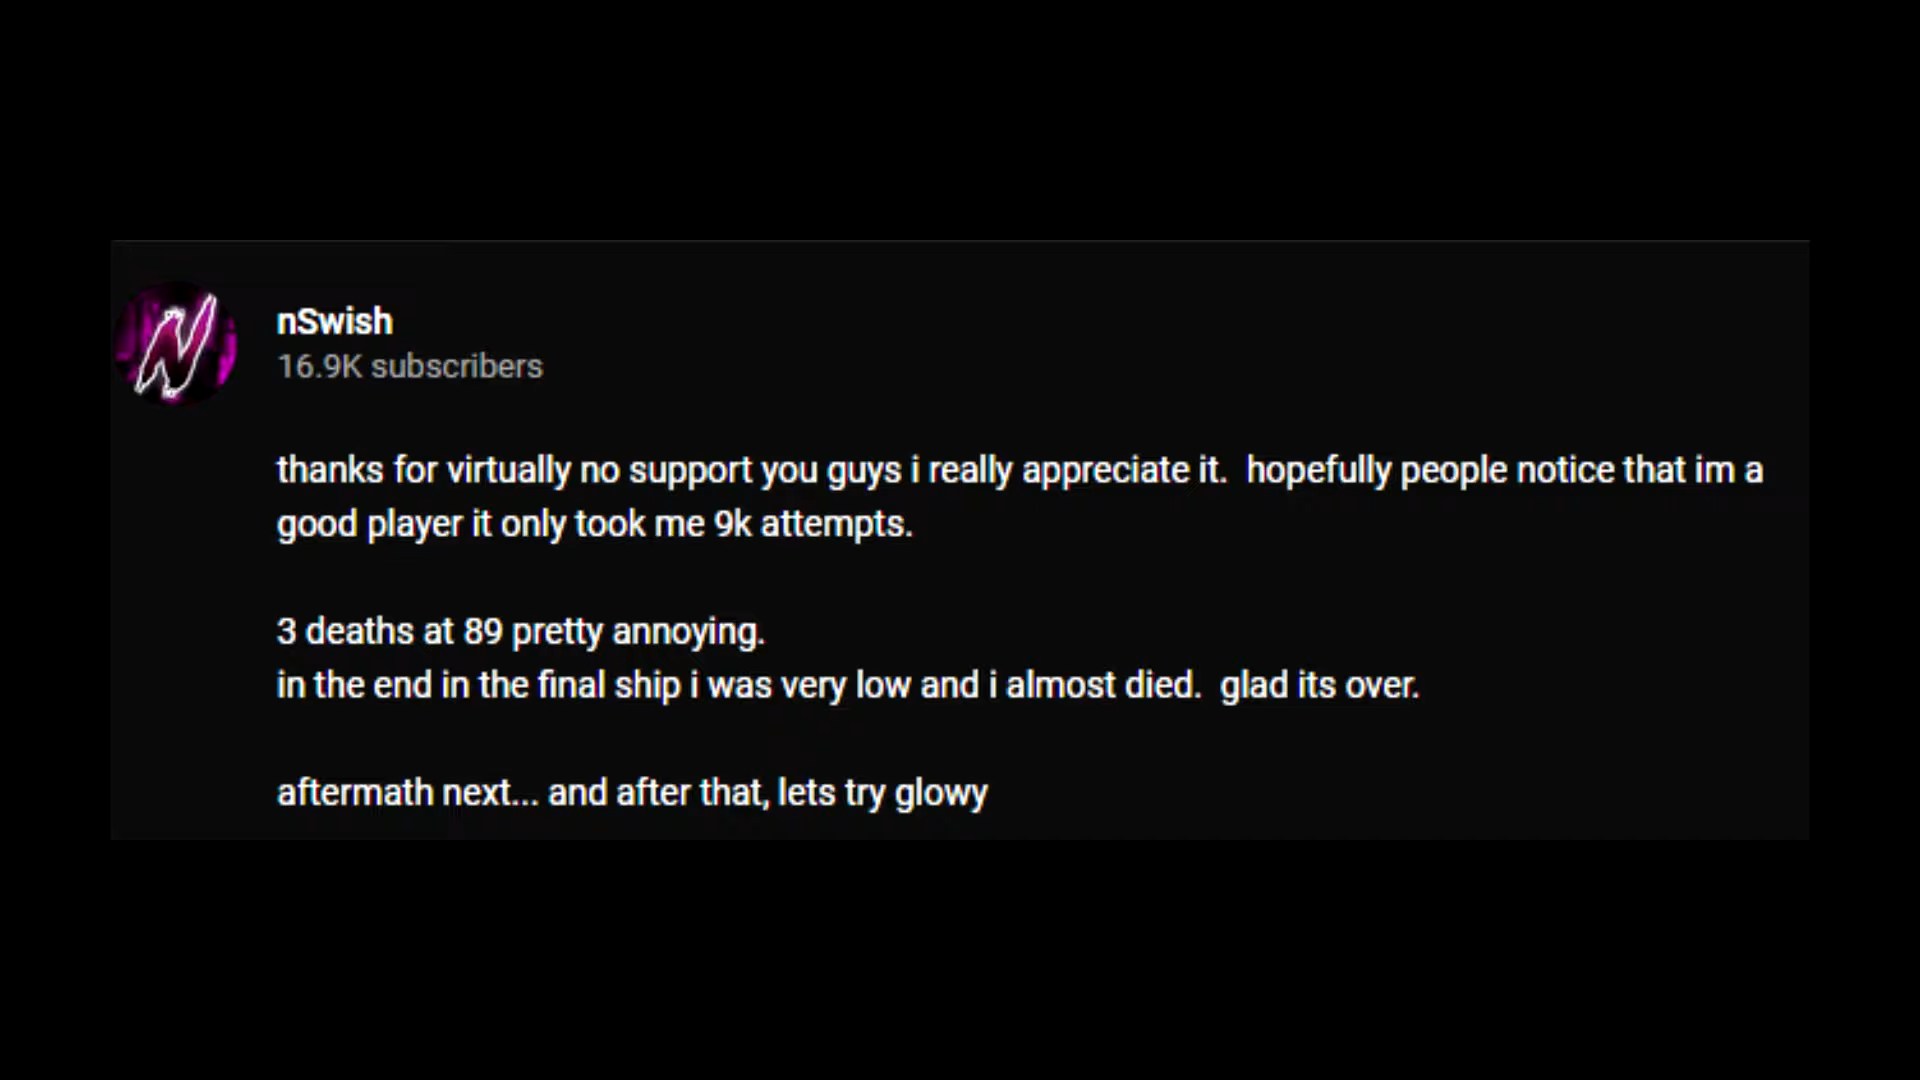 nSwish
16.9K subscribers
thanks for virtually no support you guys i really appreciate it.  hopefully people notice that im a
good player it only took me 9k attempts.
3 deaths at 89 pretty annoying.
in the end in the final ship i was very low and i almost died.  glad its over.
aftermath next... and after that, lets try glowy